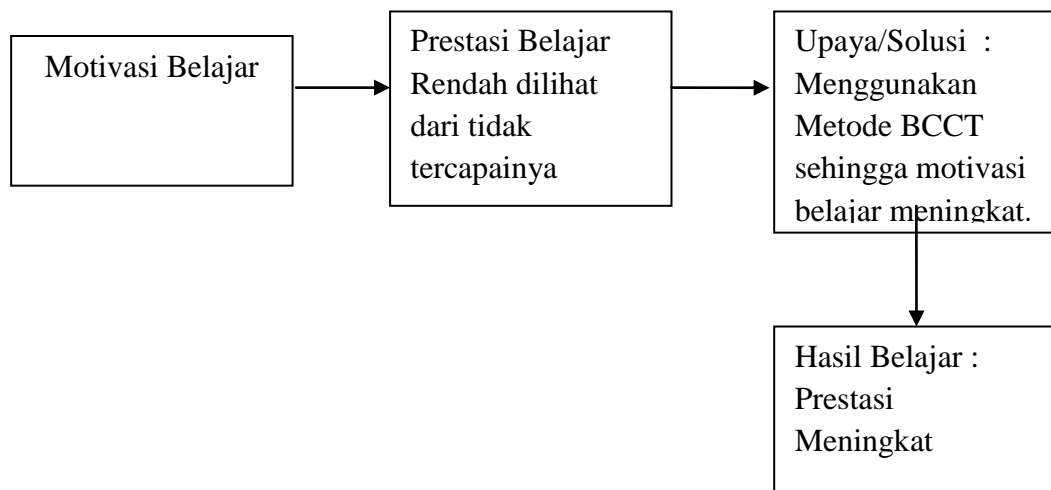 Motivasi Belajar
Prestasi Belajar
Rendah dilihat
dari tidak
tercapainya
Upaya/Solusi :
Menggunakan
Metode BCCT
sehingga motivasi
belajar meningkat.
Hasil Belajar :
Prestasi
Meningkat